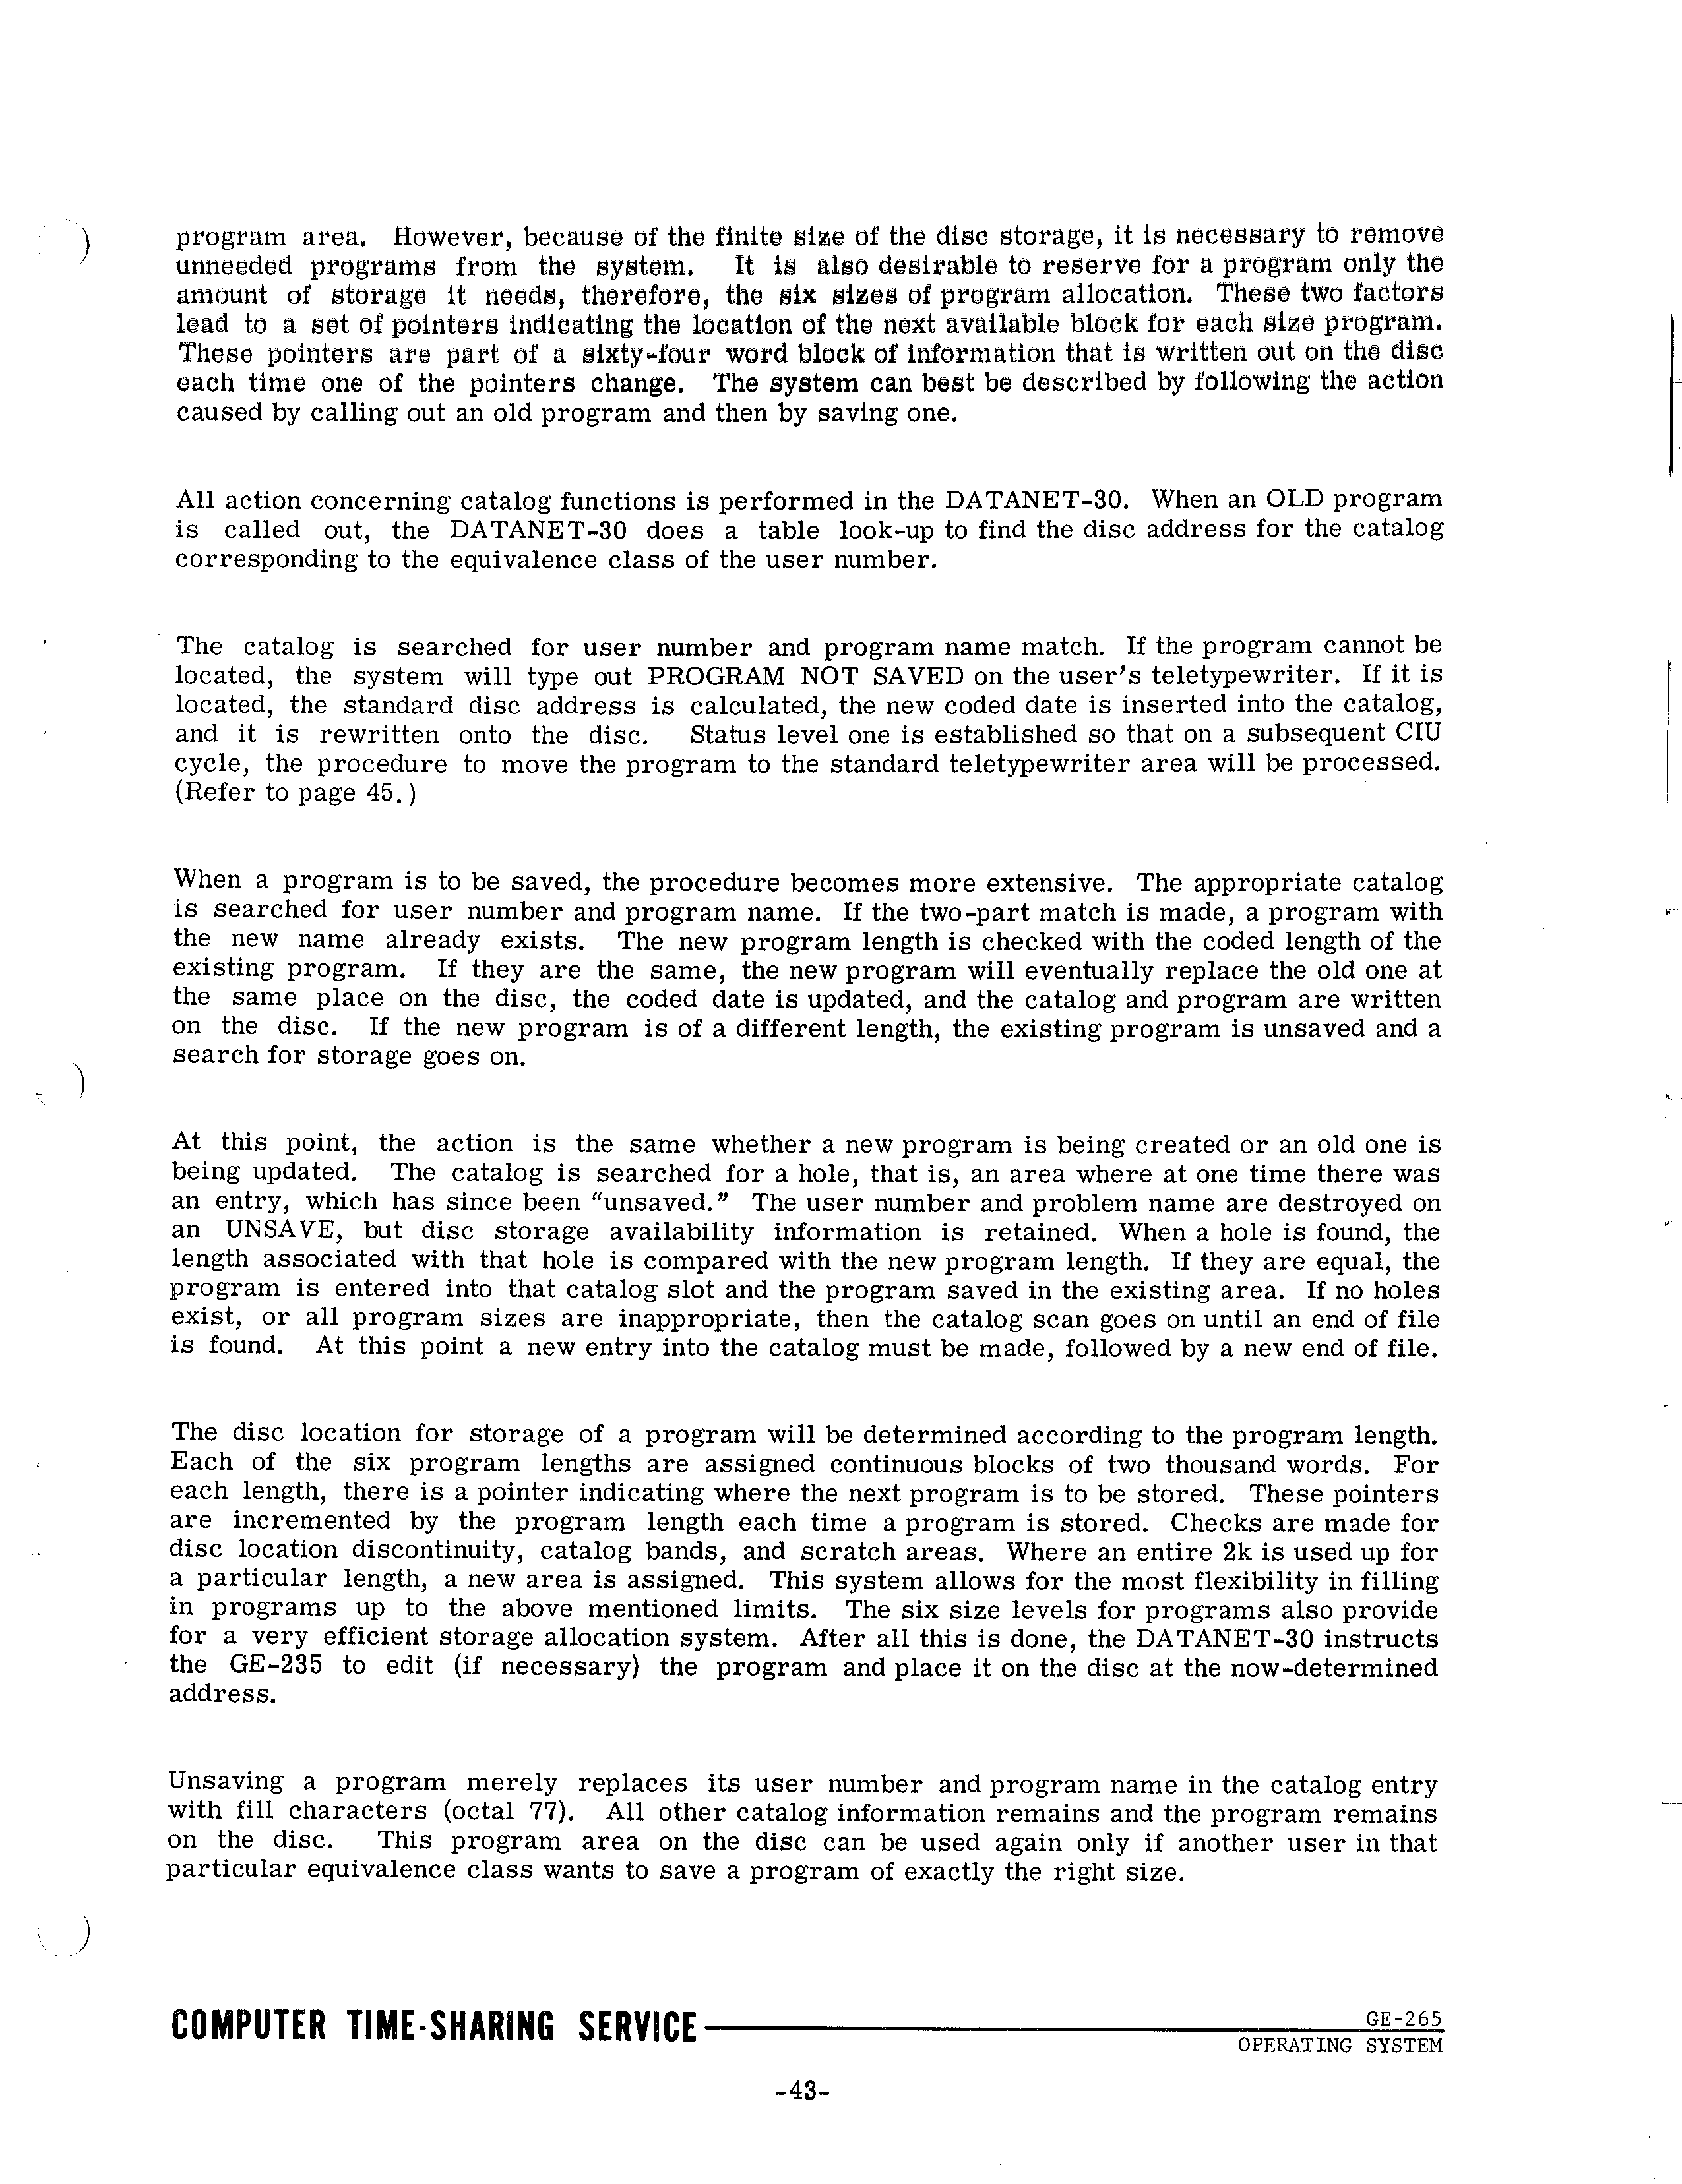 program area. However, because of the finite size of the disc storage, it is necessary to remove
unneeded programs from the system. It is also desirable to reserve for a program only the
amount of storage it needs, therefore, the six sizes of program allocation. These two factors
lead to a set of pointers indicating the location of the next available block for each size program.
These pointers are part of a sixty-four word block of information that is written out on the disc
each time one of the pointers change. The system can best be described by following the action
caused by calling out an old program and then by saving one.
All action concerning catalog functions is performed in the DATANET-30. When an OLD program
is called out, the DATANET-30 does a table look-up to find the disc address for the catalog
corresponding to the equivalence class of the user number.
The catalog is searched for user number and program name match. If the program cannot be
located, the system will type out PROGRAM NOT SAVED on the user's teletypewriter. If it is
located, the standard disc address is calculated, the new coded date is inserted into the catalog,
and it is rewritten onto the disc. Status level one is established so that on a subsequent CIU
cycle, the procedure to move the program to the standard teletypewriter area will be processed.
(Refer to page 45.)
When a program is to be saved, the procedure becomes more extensive. The appropriate catalog
is searched for user number and program name. If the two-part match is made, a program with
the new name already exists. The new program length is checked with the coded length of the
existing program. If they are the same, the new program will eventually replace the old one at
the same place on the disc, the coded date is updated, and the catalog and program are written
on the disc. If the new program is of a different length, the existing program is unsaved and a
search for storage goes on.
At this point, the action is the same whether a new program is being created or an old one is
being updated. The catalog is searched for a hole, that is, an area where at one time there was
an entry, which has since been “unsaved.” The user number and problem name are destroyed on
an UNSAVE, but disc storage availability information is retained. When a hole is found, the
length associated with that hole is compared with the new program length. If they are equal, the
program is entered into that catalog slot and the program saved in the existing area. If no holes
exist, or all program sizes are inappropriate, then the catalog scan goes on until an end of file
is found. At this point a new entry into the catalog must be made, followed by a new end of file.
The disc location for storage of a program will be determined according to the program length.
Each of the six program lengths are assigned continuous blocks of two thousand words. For
each length, there is a pointer indicating where the next program is to be stored. These pointers
are incremented by the program length each time a program is stored. Checks are made for
disc location discontinuity, catalog bands, and scratch areas. Where an entire 2k is used up for
a particular length, a new area is assigned. This system allows for the most flexibility in filling
in programs up to the above mentioned limits. The six size levels for programs also provide
for a very efficient storage allocation system. After all this is done, the DATANET-30 instructs
the GE-235 to edit (if necessary) the program and place it on the disc at the now-determined
address.
Unsaving a program merely replaces its user number and program name in the catalog entry
with fill characters (octal 77). All other catalog information remains and the program remains
on the disc. This program area on the disc can be used again only if another user in that
particular equivalence class wants to save a program of exactly the right size.
COMPUTER TIME-SHARING SERVICE
GE-265
OPERATING SYSTEM
-43-